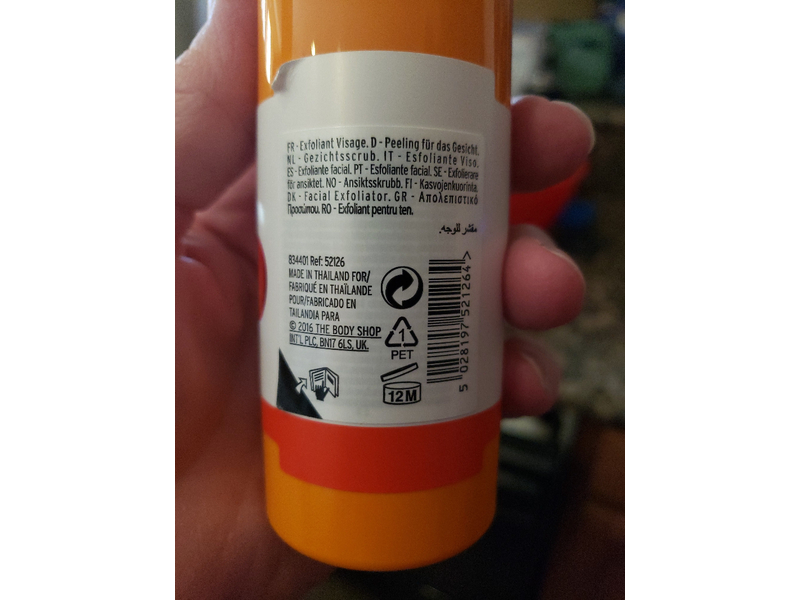 FR - Exfoliant Visage. D - Peeling für das Gesicht.
NL - Gezichtsscrub. IT - Esfoliante Viso.
ES - Exfoliante facial. PT - Esfoliante facial. SE - Exfolierare
för ansiktet. NO - Ansiktsskrubb. FI - Kasvojenkuorinta.
DK - Facial Exfoliator. GR - Απολεπιστικό
Προσώπου. RO - Exfoliant pentru ten.
مقشر للوجه.
B34401 Ref: 52126
MADE IN THAILAND FOR/
FABRIQUÉ EN THAÏLANDE
POUR/FABRICADO EN
TAILANDIA PARA
© 2016 THE BODY SHOP
INT'L PLC, BN17 6LS, UK.
1
PET
12M
5 028197 521264 >